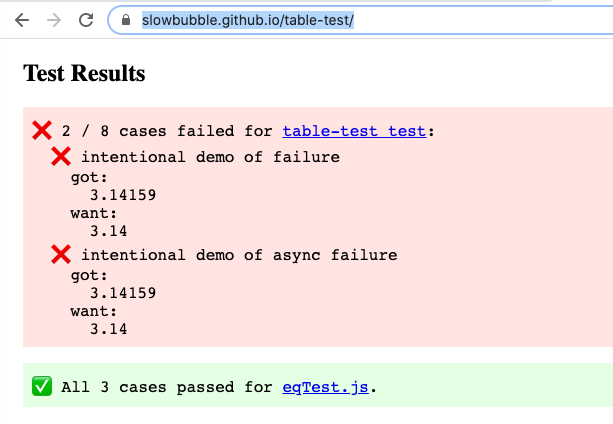 slowbubble.github.io/table-test/
Test Results
❌ 2 / 8 cases failed for table-test test:
❌ intentional demo of failure
got:
3.14159
want:
3.14
❌ intentional demo of async failure
got:
3.14159
want:
3.14
✅ All 3 cases passed for eqTest.js.